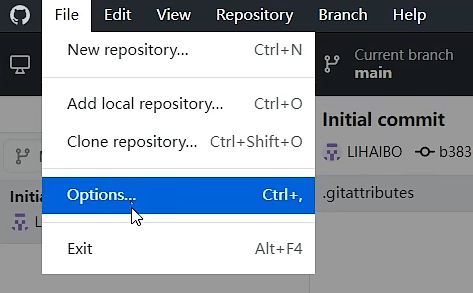 File Edit View Repository Branch Help
New repository... Ctrl+N
Current branch
main
Add local repository... Ctrl+O
Clone repository... Ctrl+Shift+O
Initial commit
LIHAIBO b383
Options... Ctrl+,
.gitattributes
Exit Alt+F4